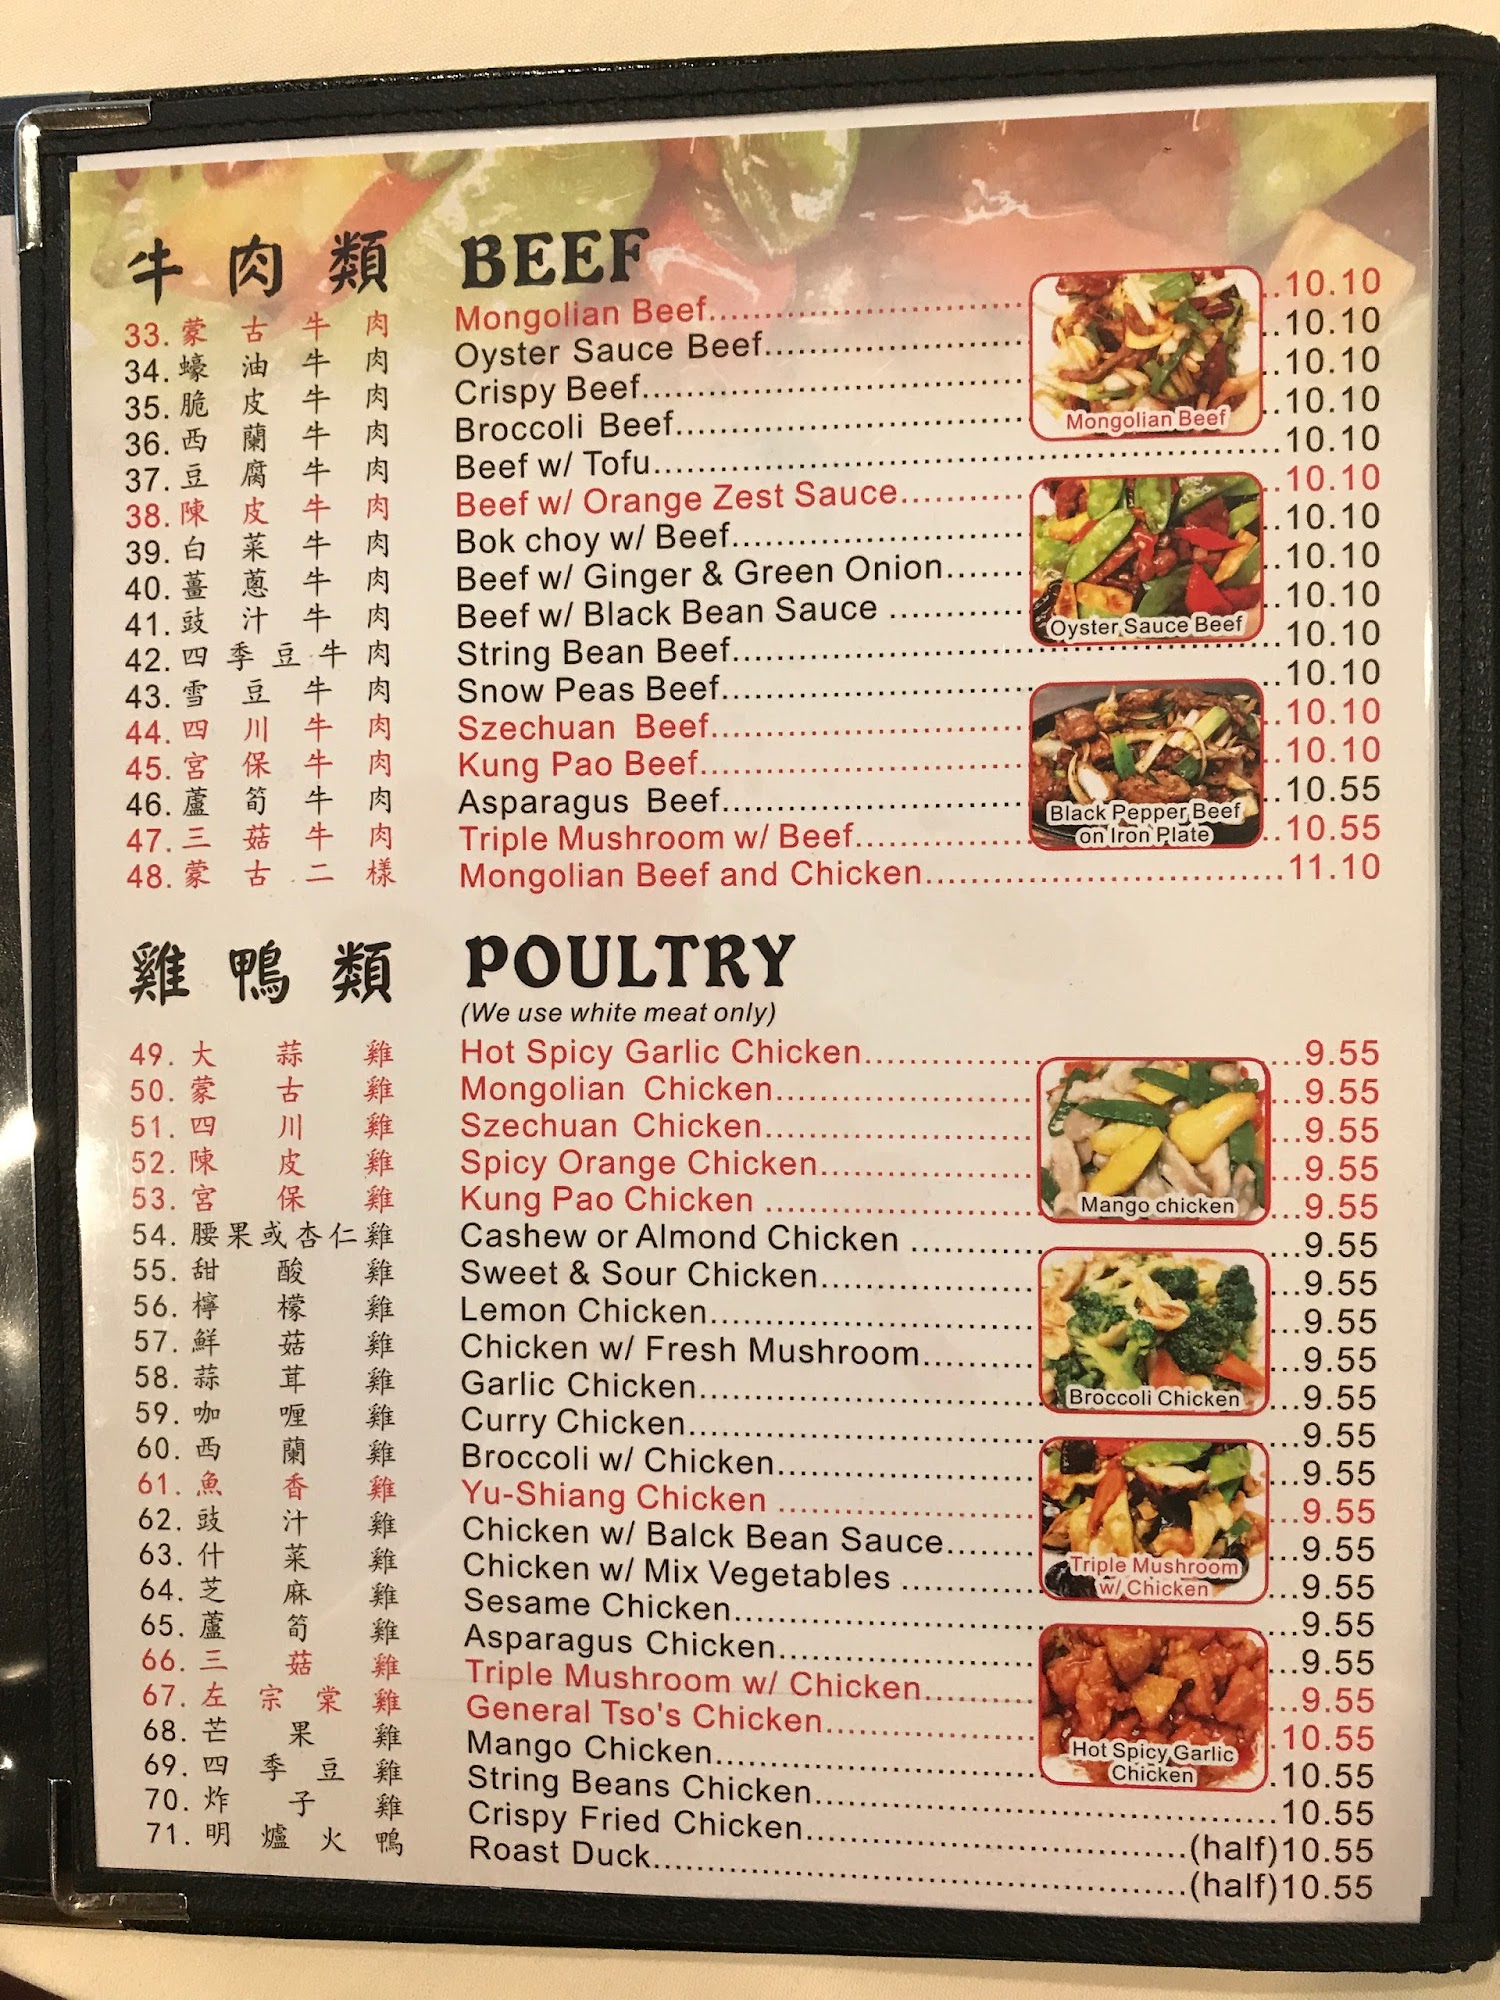 牛肉類 BEEF
33. 蒙古牛肉 Mongolian Beef..........10.10
34. 蠔油牛肉 Oyster Sauce Beef..........10.10
35. 脆皮牛肉 Crispy Beef..........10.10
36. 西蘭牛肉 Broccoli Beef..........10.10
37. 豆腐牛肉 Beef w/ Tofu..........10.10
38. 陳皮牛肉 Beef w/ Orange Zest Sauce..........10.10
39. 白菜牛肉 Bok choy w/ Beef..........10.10
40. 薑蔥牛肉 Beef w/ Ginger & Green Onion..........10.10
41. 豉汁牛肉 Beef w/ Black Bean Sauce ..........10.10
42. 四季豆牛肉 String Bean Beef..........10.10
43. 雪豆牛肉 Snow Peas Beef..........10.10
44. 四川牛肉 Szechuan Beef..........10.10
45. 宮保牛肉 Kung Pao Beef..........10.10
46. 蘆筍牛肉 Asparagus Beef..........10.55
47. 三菇牛肉 Triple Mushroom w/ Beef..........10.55
48. 蒙古二樣 Mongolian Beef and Chicken..........11.10
Mongolian Beef
Oyster Sauce Beef
Black Pepper Beef
on Iron Plate
雞鴨類 POULTRY
(We use white meat only)
49. 大蒜雞 Hot Spicy Garlic Chicken..........9.55
50. 蒙古雞 Mongolian Chicken..........9.55
51. 四川雞 Szechuan Chicken..........9.55
52. 陳皮雞 Spicy Orange Chicken..........9.55
53. 宮保雞 Kung Pao Chicken ..........9.55
54. 腰果或杏仁雞 Cashew or Almond Chicken ..........9.55
55. 甜酸雞 Sweet & Sour Chicken..........9.55
56. 檸檬雞 Lemon Chicken..........9.55
57. 鮮菇雞 Chicken w/ Fresh Mushroom..........9.55
58. 蒜茸雞 Garlic Chicken..........9.55
59. 咖喱雞 Curry Chicken..........9.55
60. 西蘭雞 Broccoli w/ Chicken..........9.55
61. 魚香雞 Yu-Shiang Chicken ..........9.55
62. 豉汁雞 Chicken w/ Balck Bean Sauce..........9.55
63. 什菜雞 Chicken w/ Mix Vegetables ..........9.55
64. 芝麻雞 Sesame Chicken..........9.55
65. 蘆筍雞 Asparagus Chicken..........9.55
66. 三菇雞 Triple Mushroom w/ Chicken..........9.55
67. 左宗棠雞 General Tso's Chicken..........10.55
68. 芒果雞 Mango Chicken..........10.55
69. 四季豆雞 String Beans Chicken..........10.55
70. 炸子雞 Crispy Fried Chicken..........(half)10.55
71. 明爐火鴨 Roast Duck..........(half)10.55
Mango chicken
Broccoli Chicken
Triple Mushroom
w/ Chicken
Hot Spicy Garlic
Chicken